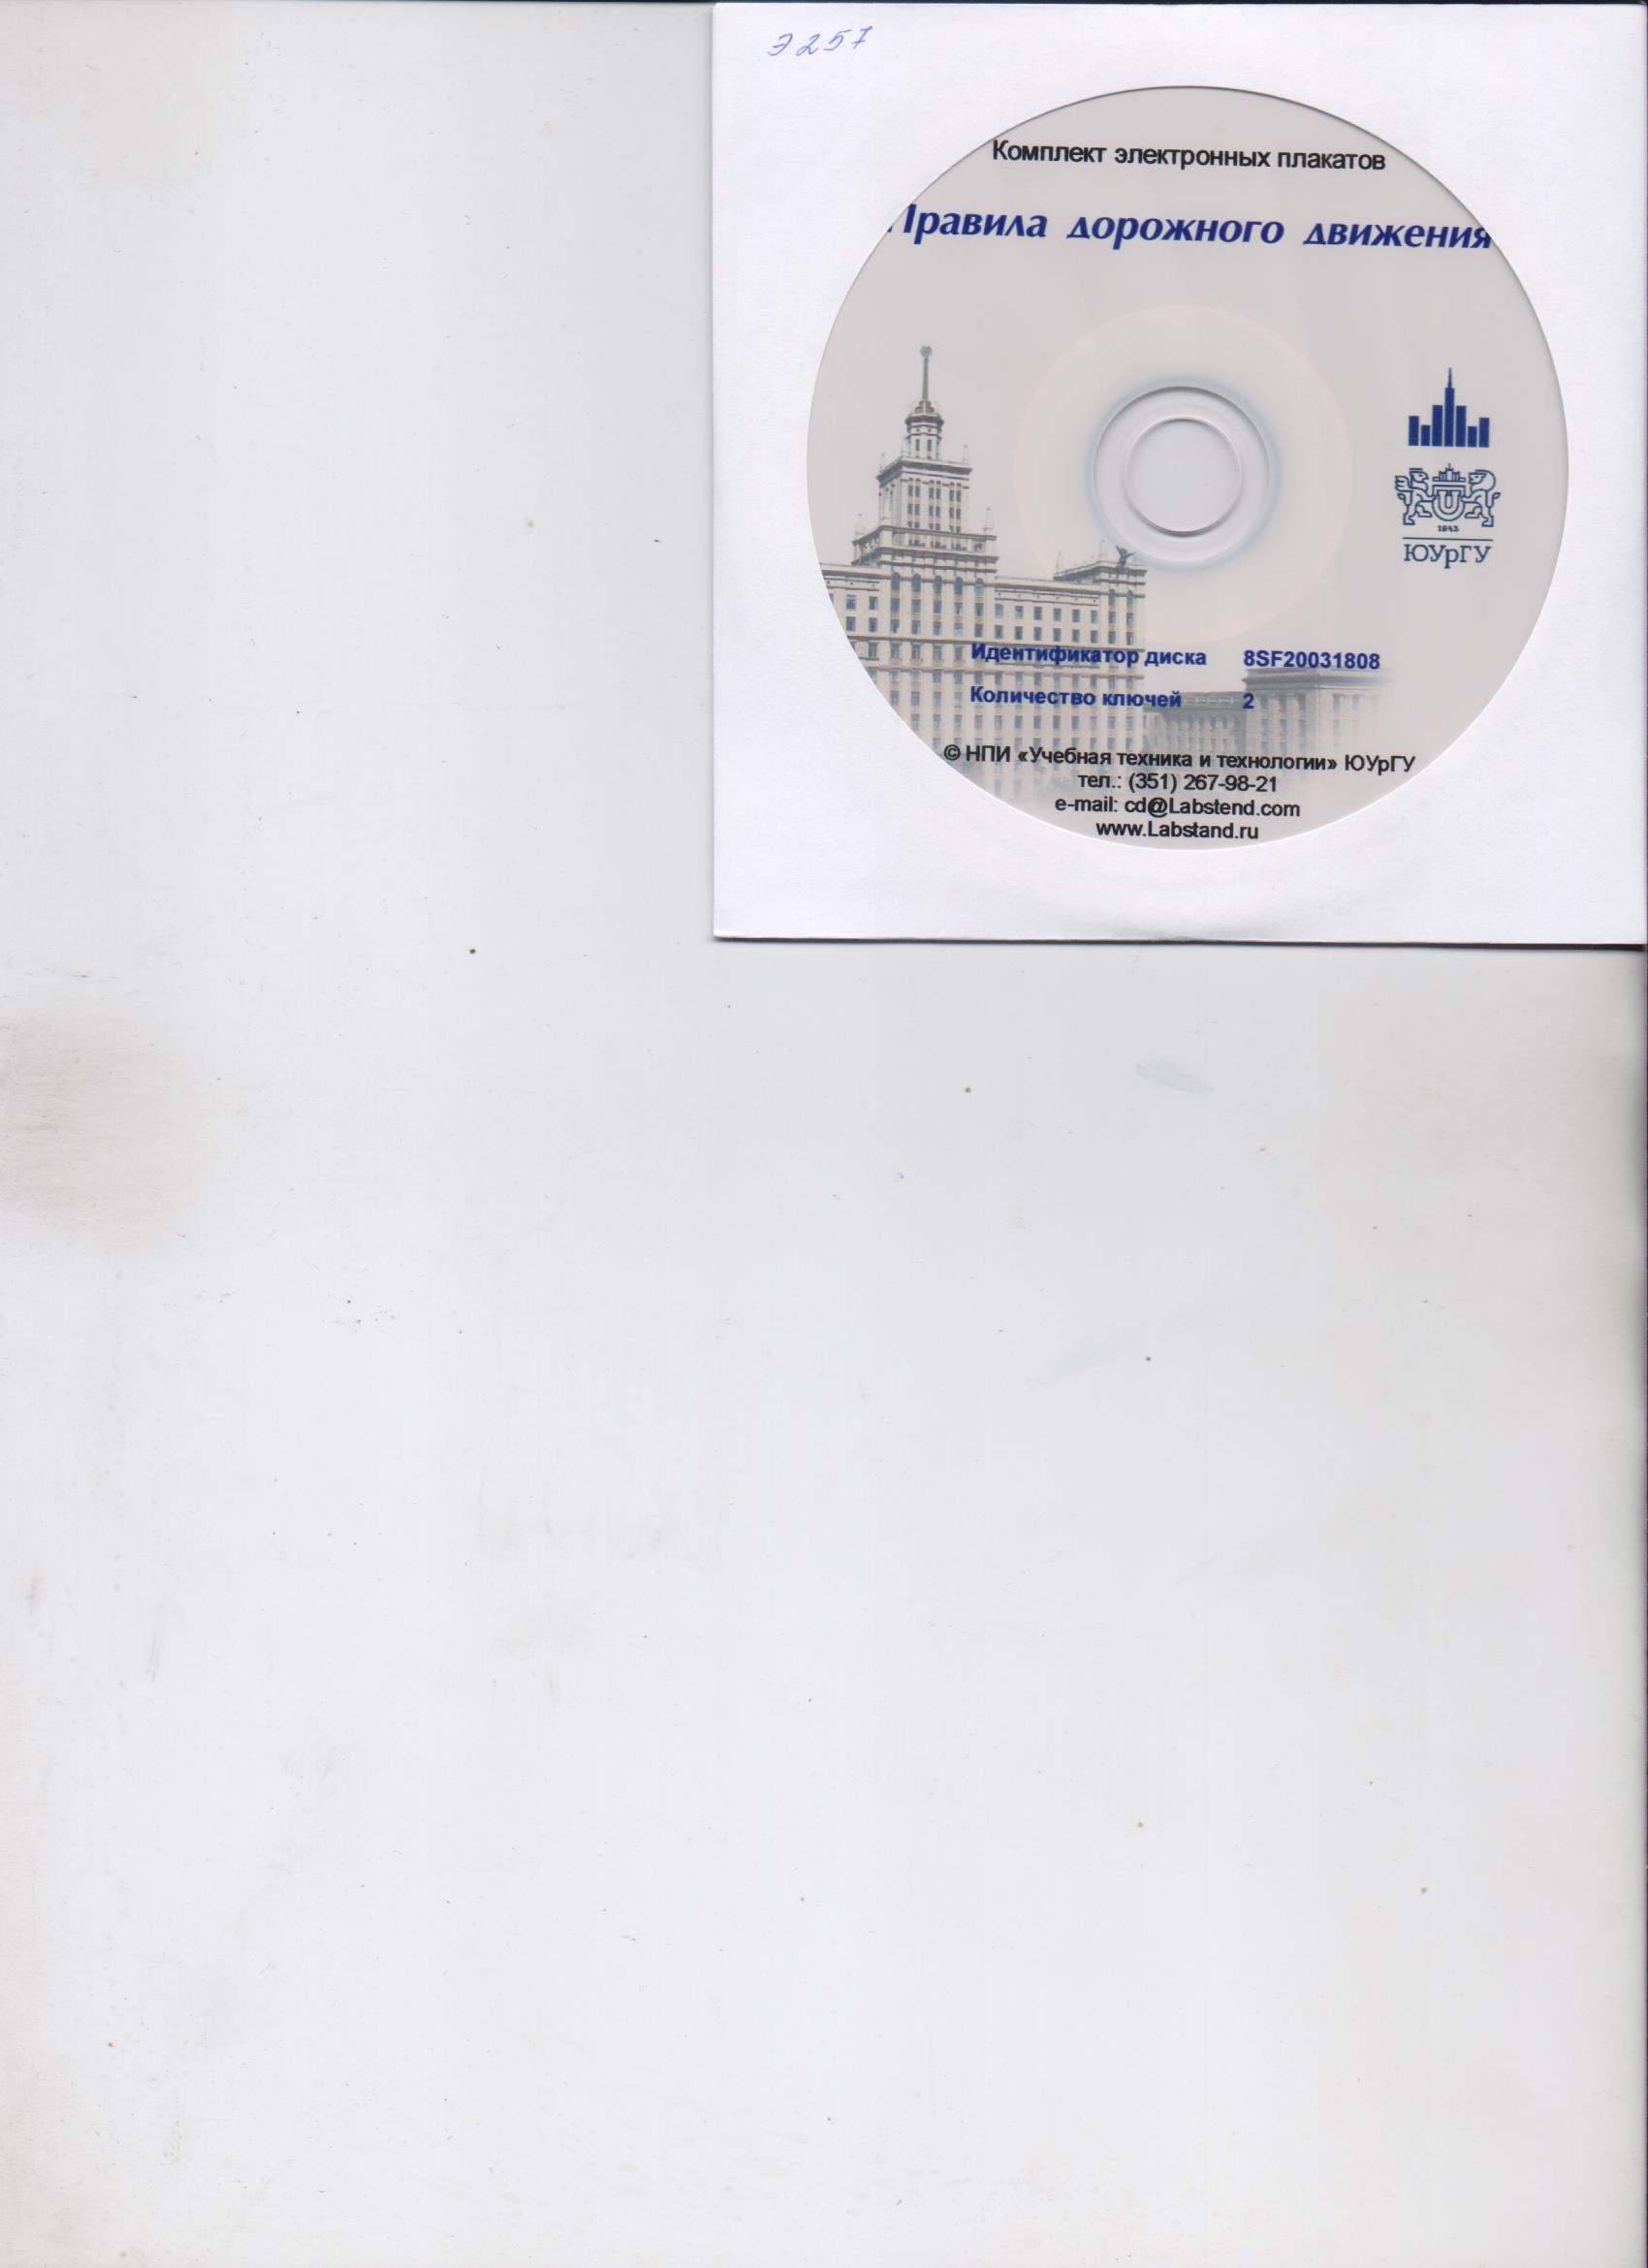 Э257
Комплект электронных плакатов
Правила дорожного движения
1943
ЮУрГУ
Идентификатор диска 8SF20031808
Количество ключей 2
© НПИ «Учебная техника и технологии» ЮУрГУ
тел.: (351) 267-98-21
e-mail: cd@Labstend.com
www.Labstand.ru